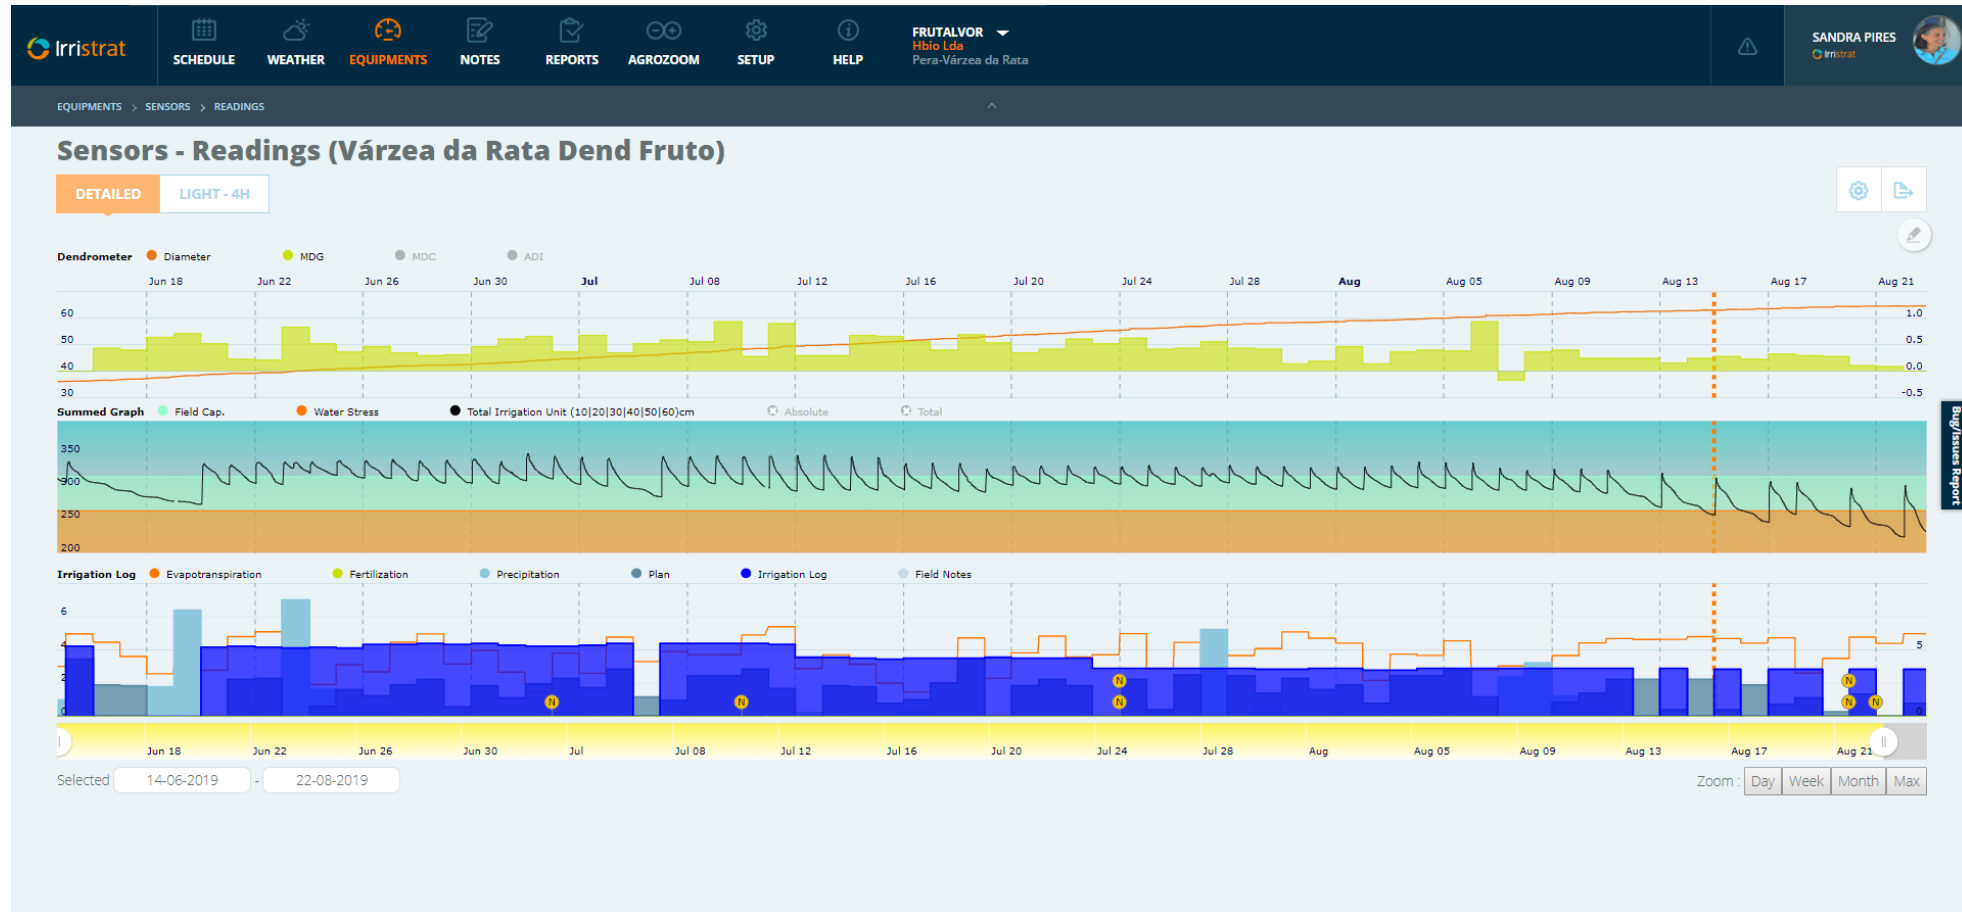 Irristrat
SCHEDULE WEATHER EQUIPMENTS NOTES REPORTS AGROZOOM SETUP HELP
FRUTALVOR
Hbio Lda
Pera-Várzea da Rata
SANDRA PIRES
Irristrat
EQUIPMENTS > SENSORS > READINGS
Sensors - Readings (Várzea da Rata Dend Fruto)
DETAILED LIGHT - 4H
Dendrometer Diameter MDG MDC ADI
Jun 18 Jun 22 Jun 26 Jun 30 Jul Jul 08 Jul 12 Jul 16 Jul 20 Jul 24 Jul 28 Aug Aug 05 Aug 09 Aug 13 Aug 17 Aug 21
60 1.0
50 0.5
40 0.0
30 -0.5
Summed Graph Field Cap. Water Stress Total Irrigation Unit (10|20|30|40|50|60)cm Absolute Total
350
300
250
200
Bug/Issues Report
Irrigation Log Evapotranspiration Fertilization Precipitation Plan Irrigation Log Field Notes
6
4 5
2 N N
0 N N N N N 0
Jun 18 Jun 22 Jun 26 Jun 30 Jul Jul 08 Jul 12 Jul 16 Jul 20 Jul 24 Jul 28 Aug Aug 05 Aug 09 Aug 13 Aug 17 Aug 21
Selected 14-06-2019 - 22-08-2019 Zoom : Day Week Month Max